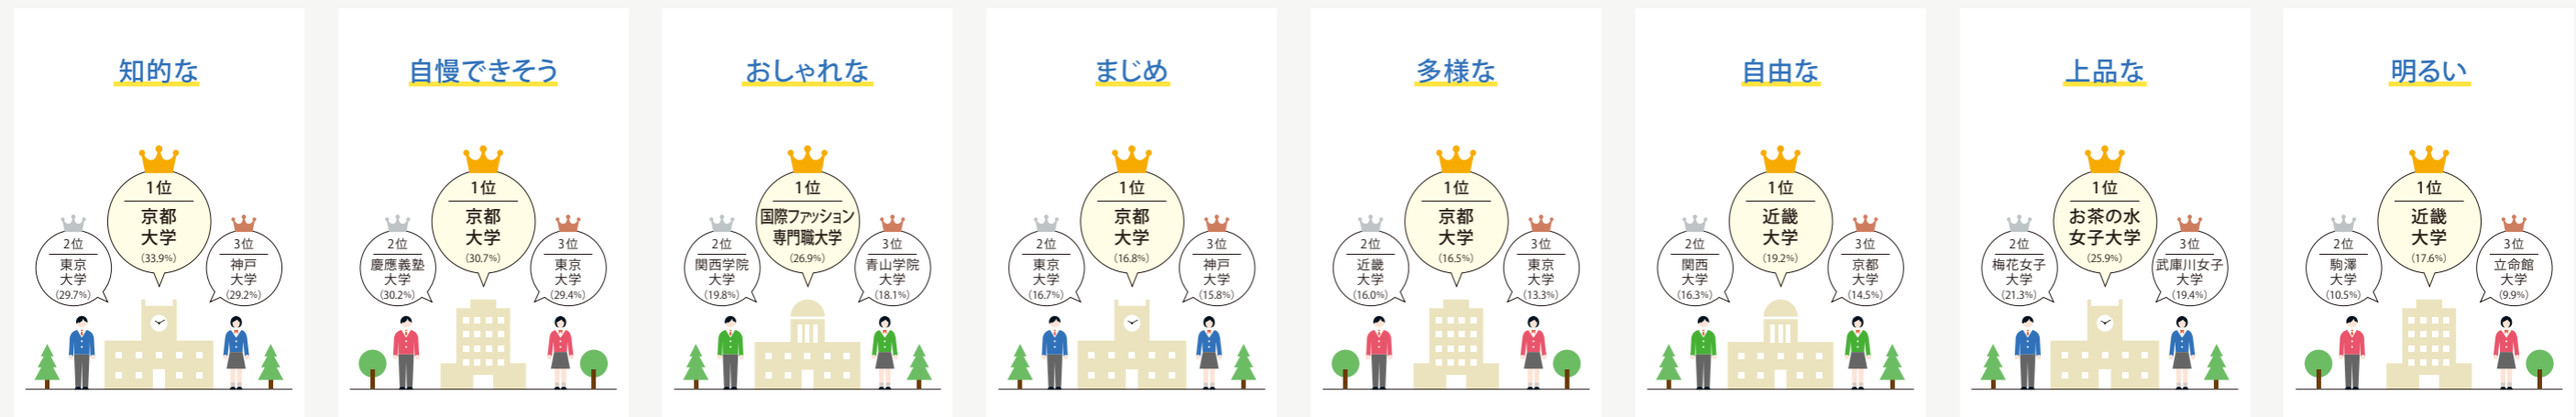 知的な
1位
京都
大学
(33.9%)
2位
東京
大学
(29.7%)
3位
神戸
大学
(29.2%)
自慢できそう
1位
京都
大学
(30.7%)
2位
慶應義塾
大学
(30.2%)
3位
東京
大学
(29.4%)
おしゃれな
1位
国際ファッション
専門職大学
(26.9%)
2位
関西学院
大学
(19.8%)
3位
青山学院
大学
(18.1%)
まじめ
1位
京都
大学
(16.8%)
2位
東京
大学
(16.7%)
3位
神戸
大学
(15.8%)
多様な
1位
京都
大学
(16.5%)
2位
近畿
大学
(16.0%)
3位
東京
大学
(13.3%)
自由な
1位
近畿
大学
(19.2%)
2位
関西
大学
(16.3%)
3位
京都
大学
(14.5%)
上品な
1位
お茶の水
女子大学
(25.9%)
2位
梅花女子
大学
(21.3%)
3位
武庫川女子
大学
(19.4%)
明るい
1位
近畿
大学
(17.6%)
2位
駒澤
大学
(10.5%)
3位
立命館
大学
(9.9%)